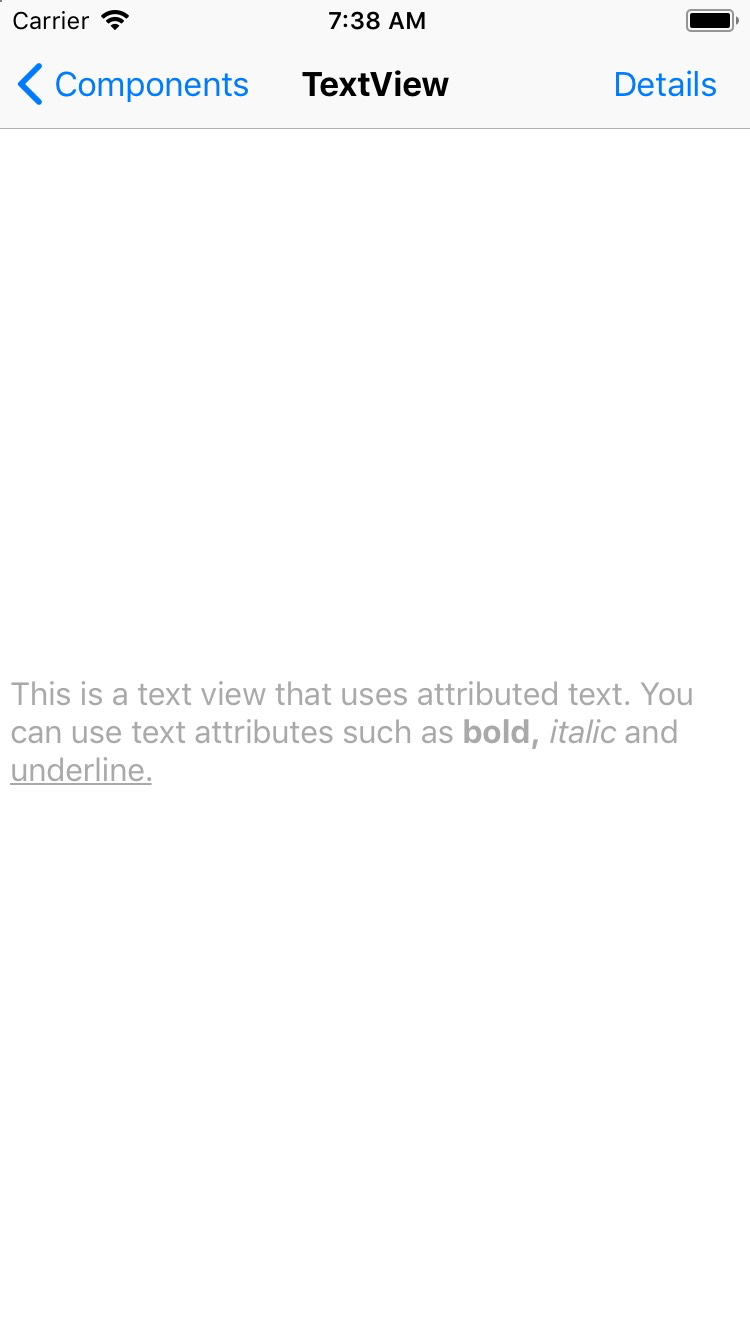 Carrier 7:38 AM
Components TextView Details
This is a text view that uses attributed text. You
can use text attributes such as bold, italic and
underline.